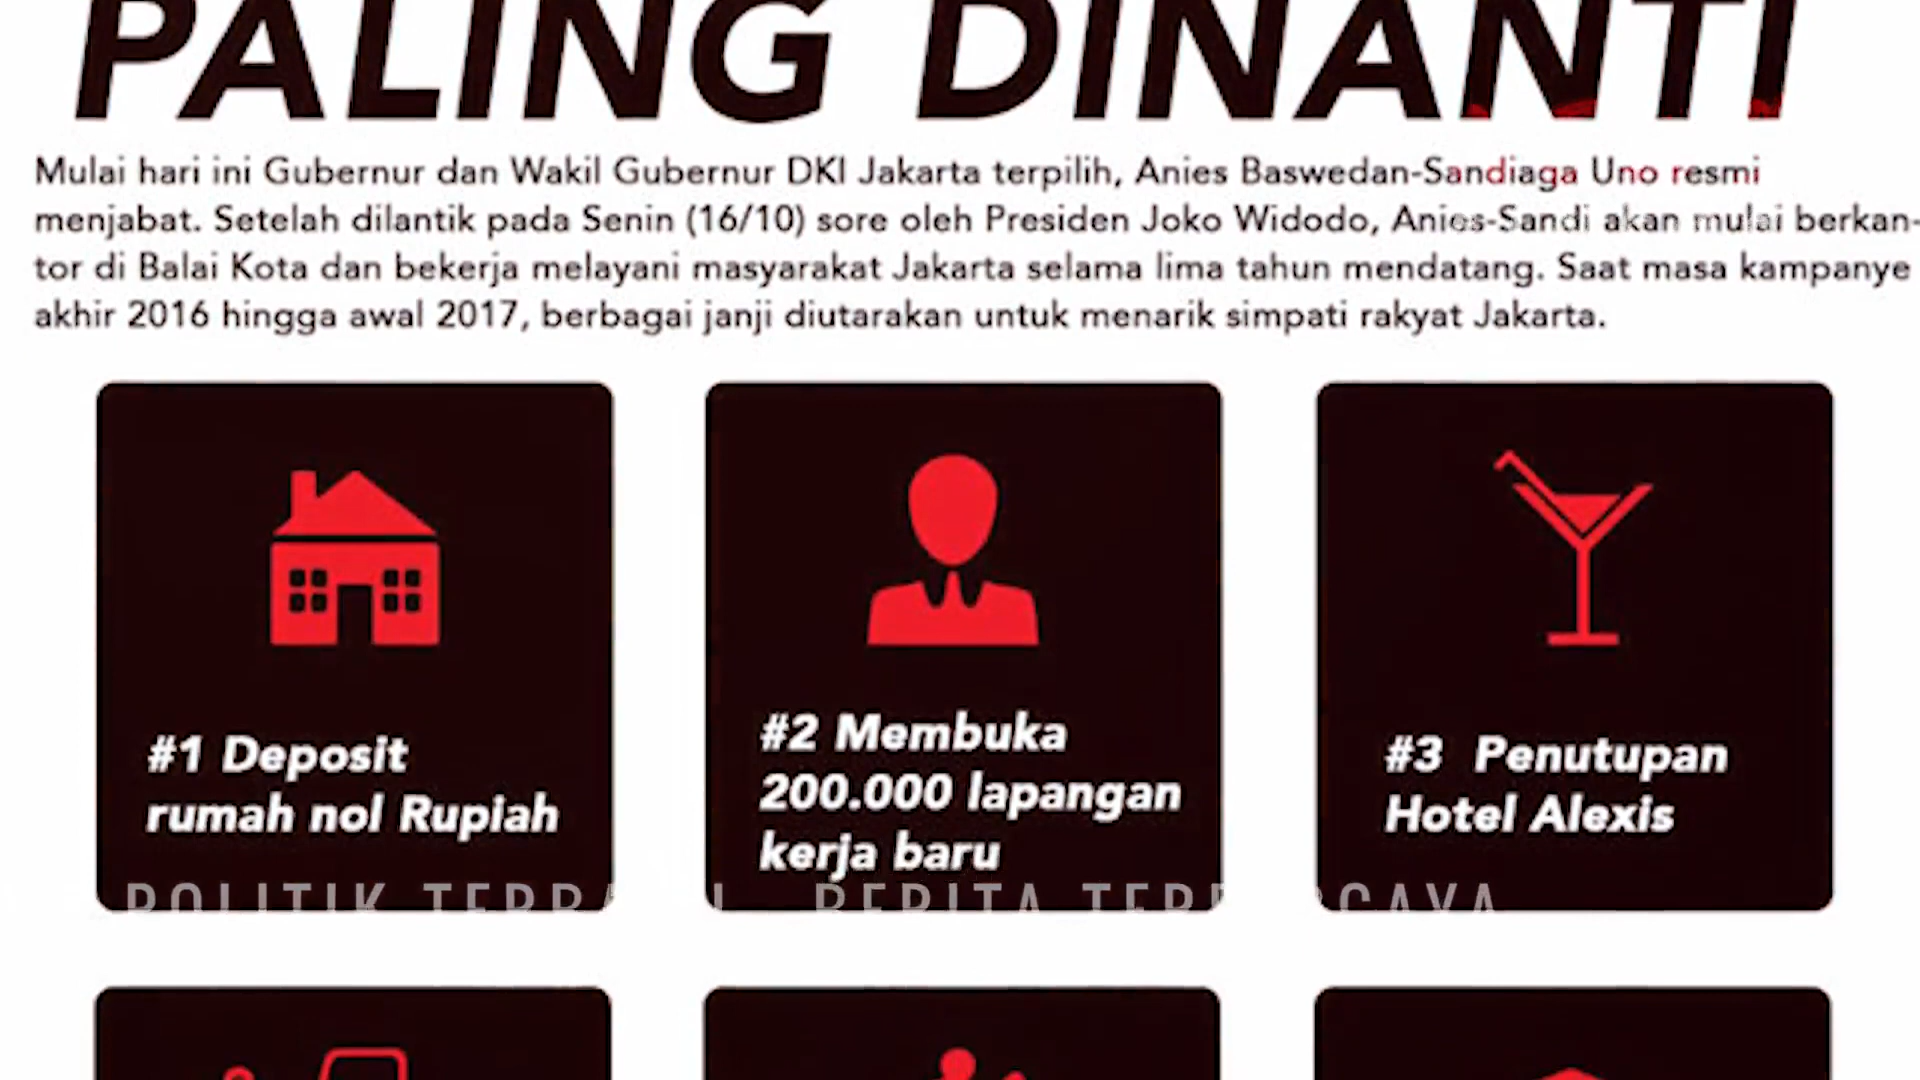 PALING DINANTI
Mulai hari ini Gubernur dan Wakil Gubernur DKI Jakarta terpilih, Anies Baswedan-Sandiaga Uno resmi
menjabat. Setelah dilantik pada Senin (16/10) sore oleh Presiden Joko Widodo, Anies-Sandi akan mulai berkan-
tor di Balai Kota dan bekerja melayani masyarakat Jakarta selama lima tahun mendatang. Saat masa kampanye
akhir 2016 hingga awal 2017, berbagai janji diutarakan untuk menarik simpati rakyat Jakarta.
#1 Deposit
rumah nol Rupiah
#2 Membuka
200.000 lapangan
kerja baru
#3 Penutupan
Hotel Alexis
POLITIK BERITA